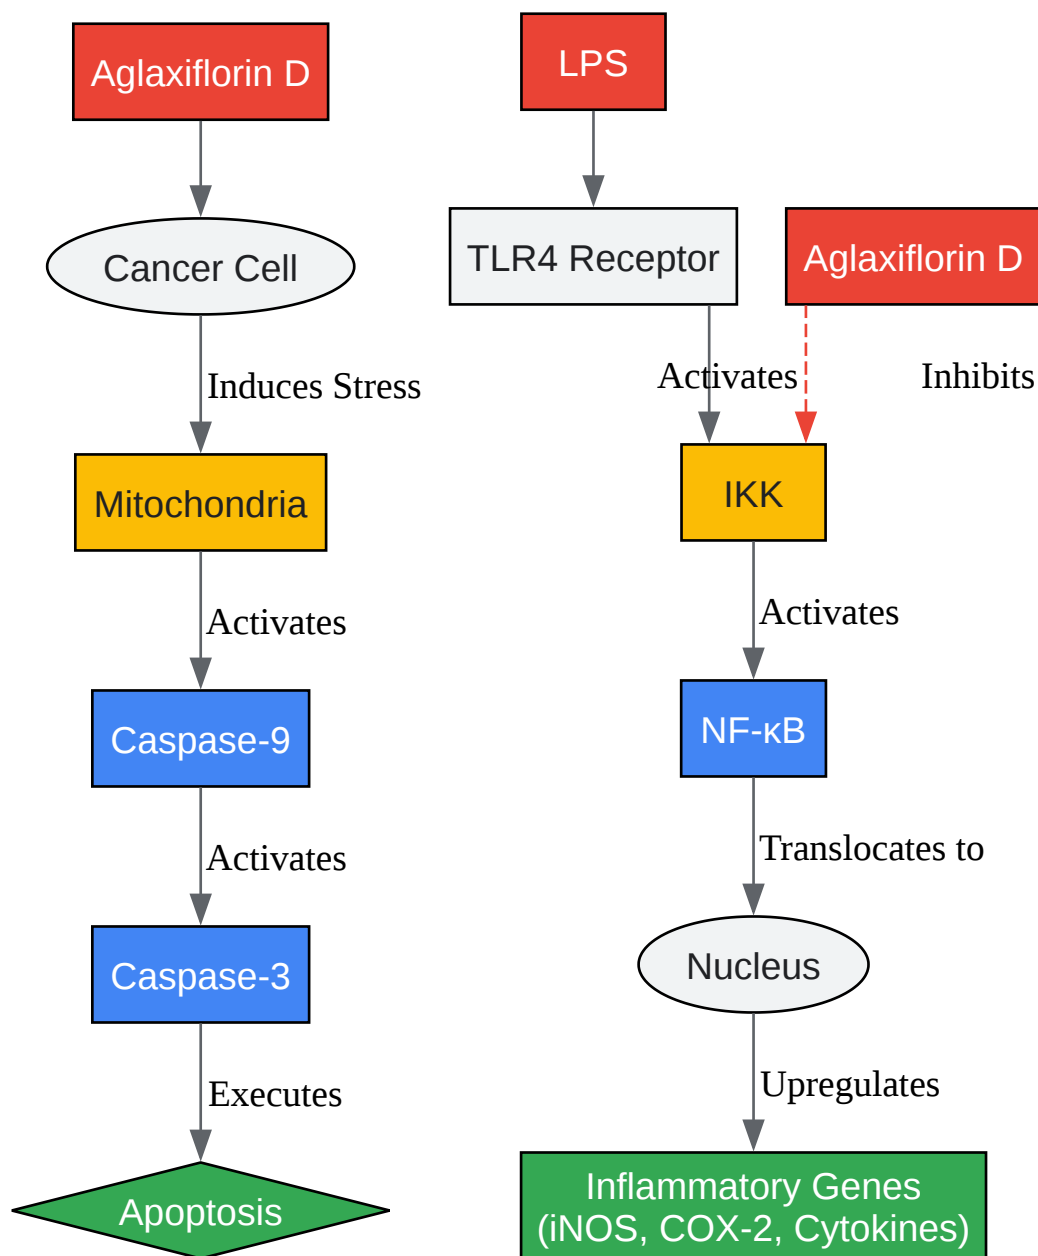 Aglaxiflorin D
Cancer Cell
Induces Stress
Mitochondria
Activates
Caspase-9
Activates
Caspase-3
Executes
Apoptosis
LPS
TLR4 Receptor
Aglaxiflorin D
Activates
Inhibits
IKK
Activates
NF-κB
Translocates to
Nucleus
Upregulates
Inflammatory Genes
(iNOS, COX-2, Cytokines)